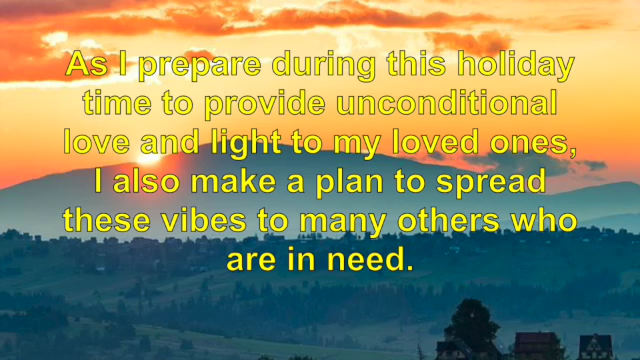 As I prepare during this holiday
time to provide unconditional
love and light to my loved ones,
I also make a plan to spread
these vibes to many others who
are in need.